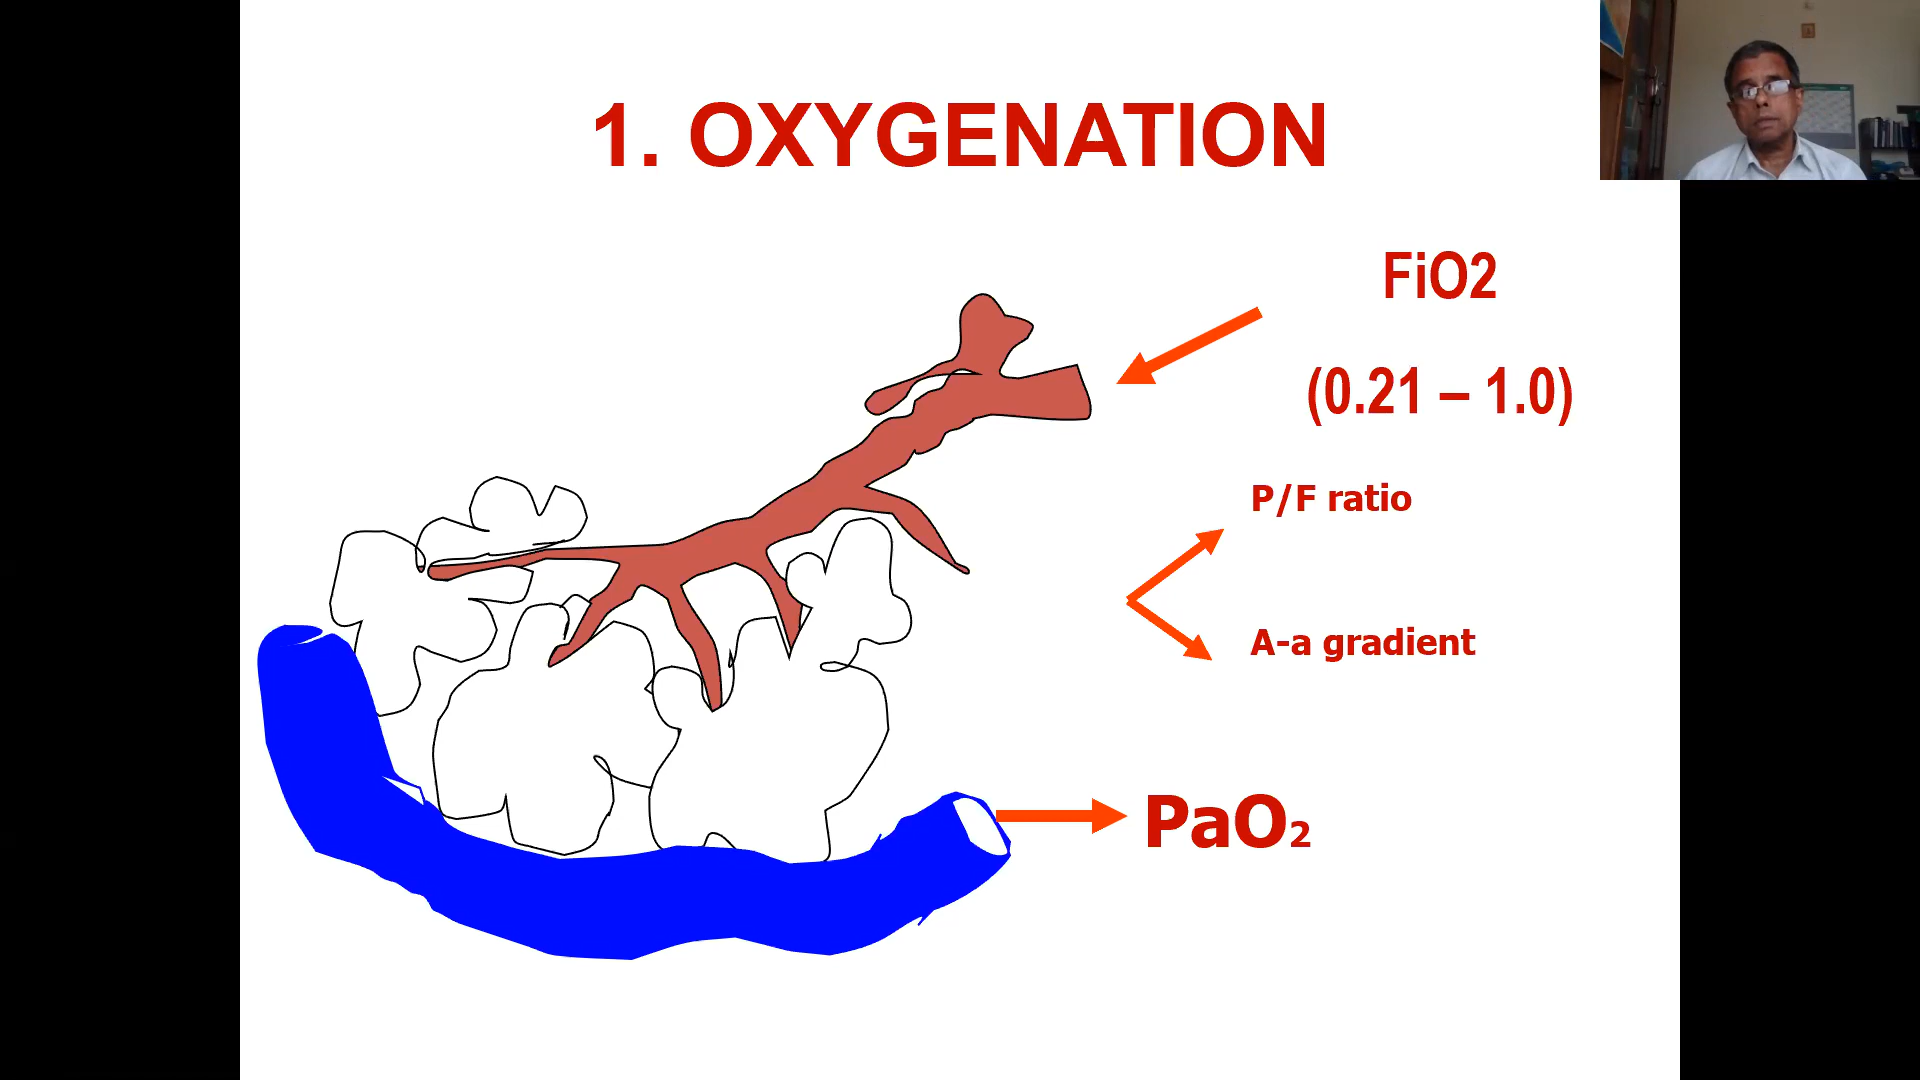 1. OXYGENATION
FiO2
(0.21 – 1.0)
P/F ratio
A-a gradient
PaO₂